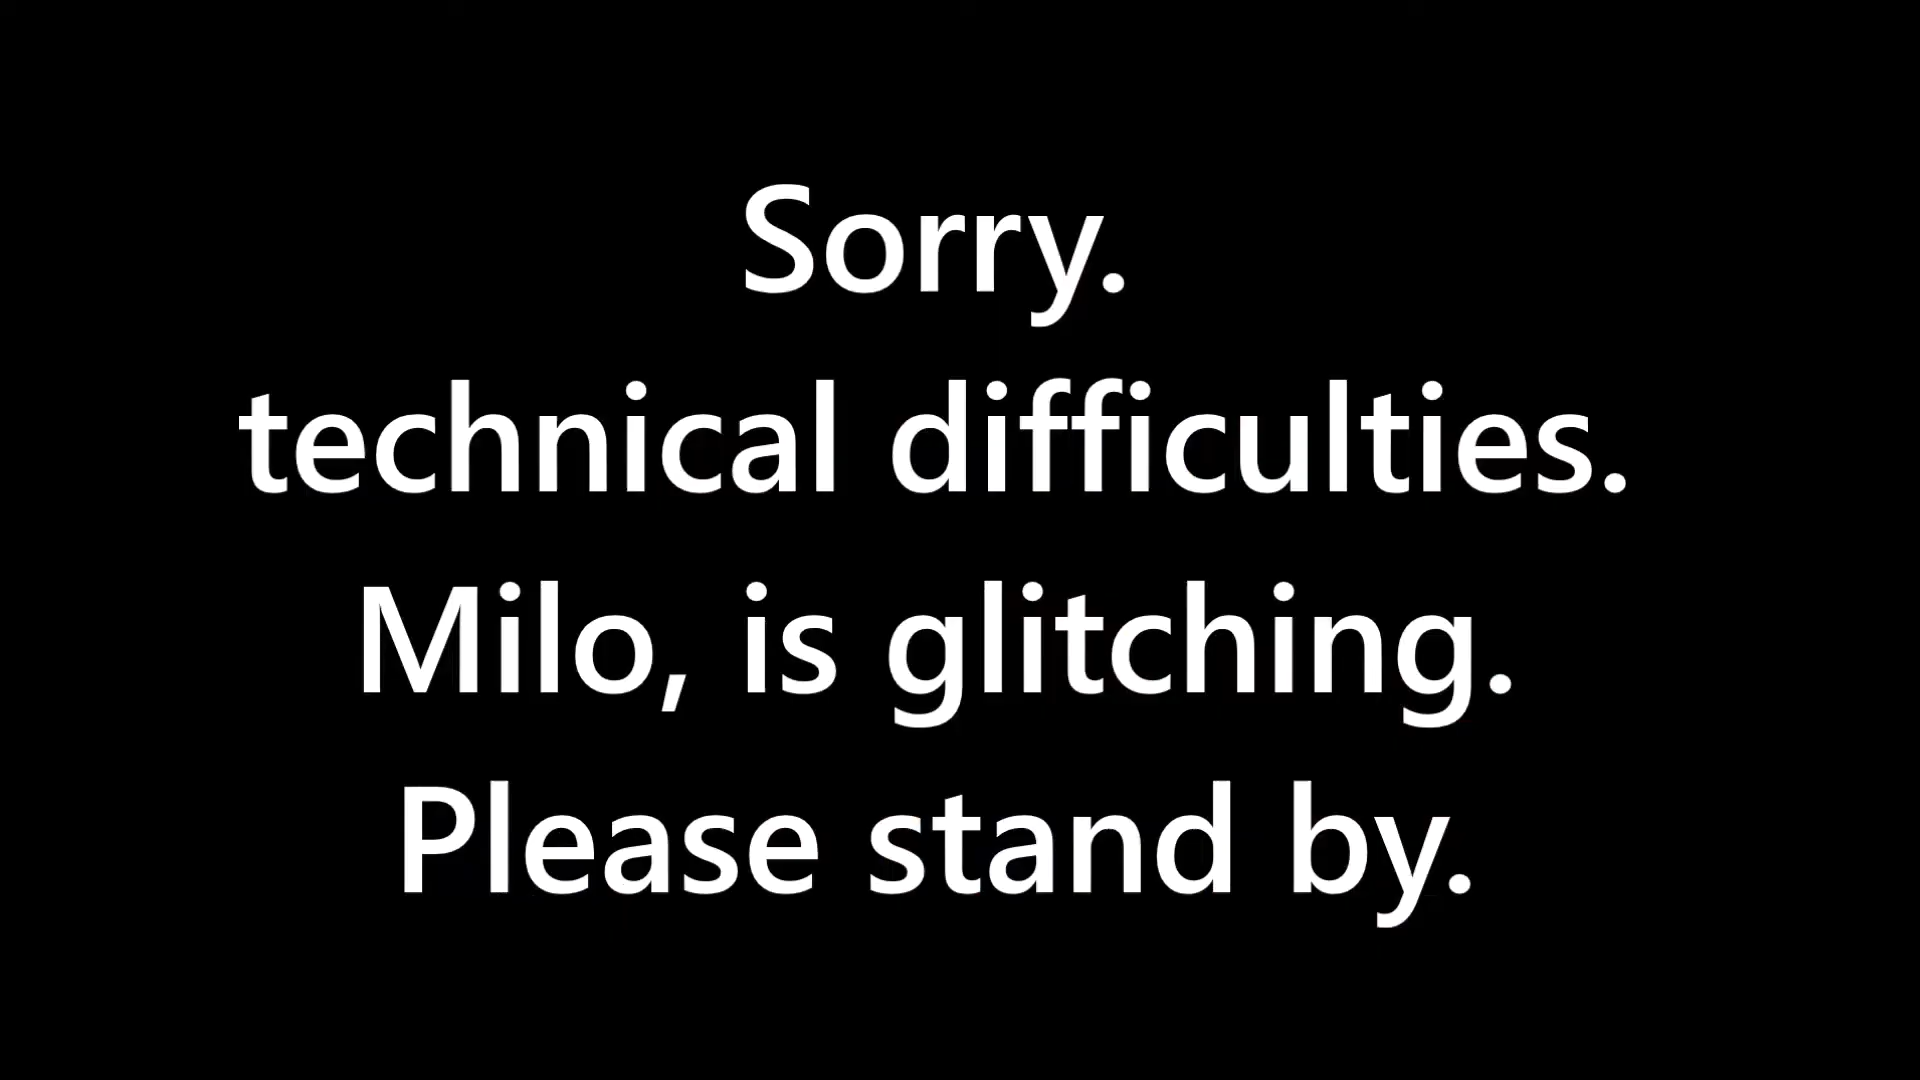 Sorry.
technical difficulties.
Milo, is glitching.
Please stand by.